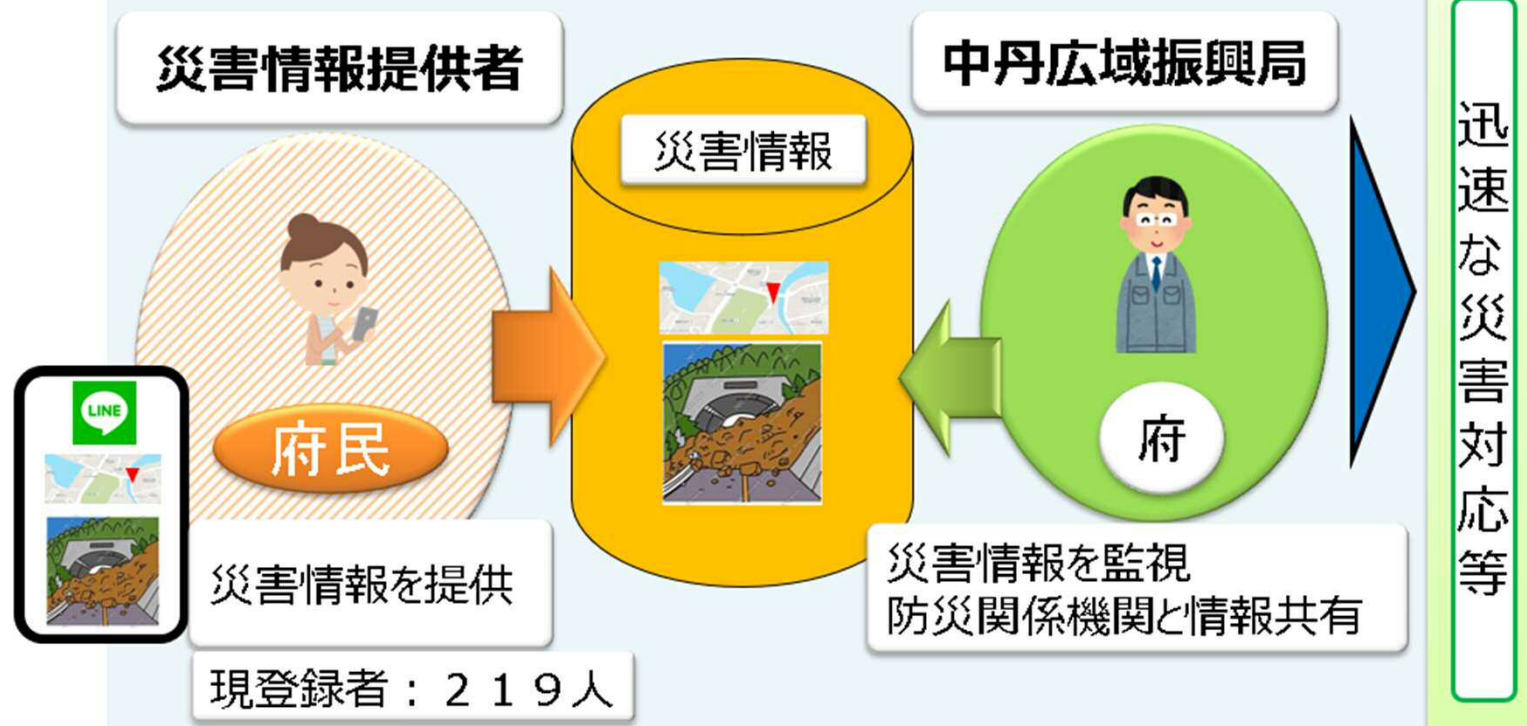 災害情報提供者
災害情報
中丹広域振興局
LINE
府民
府
災害情報を提供
現登録者：２１９人
災害情報を監視
防災関係機関と情報共有
迅速な災害対応等